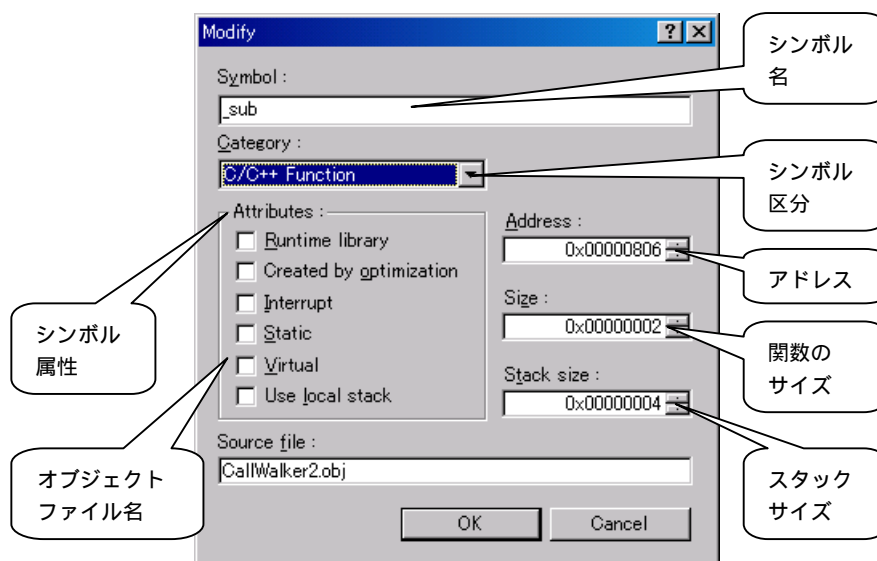 Modify
Symbol :
_sub
Category :
C/C++ Function
Attributes :
Runtime library
Created by optimization
Interrupt
Static
Virtual
Use local stack
Address :
0x00000806
Size :
0x00000002
Stack size :
0x00000004
Source file :
CallWalker2.obj
OK
Cancel
シンボル
名
シンボル
区分
アドレス
関数の
サイズ
スタック
サイズ
シンボル
属性
オブジェクト
ファイル名